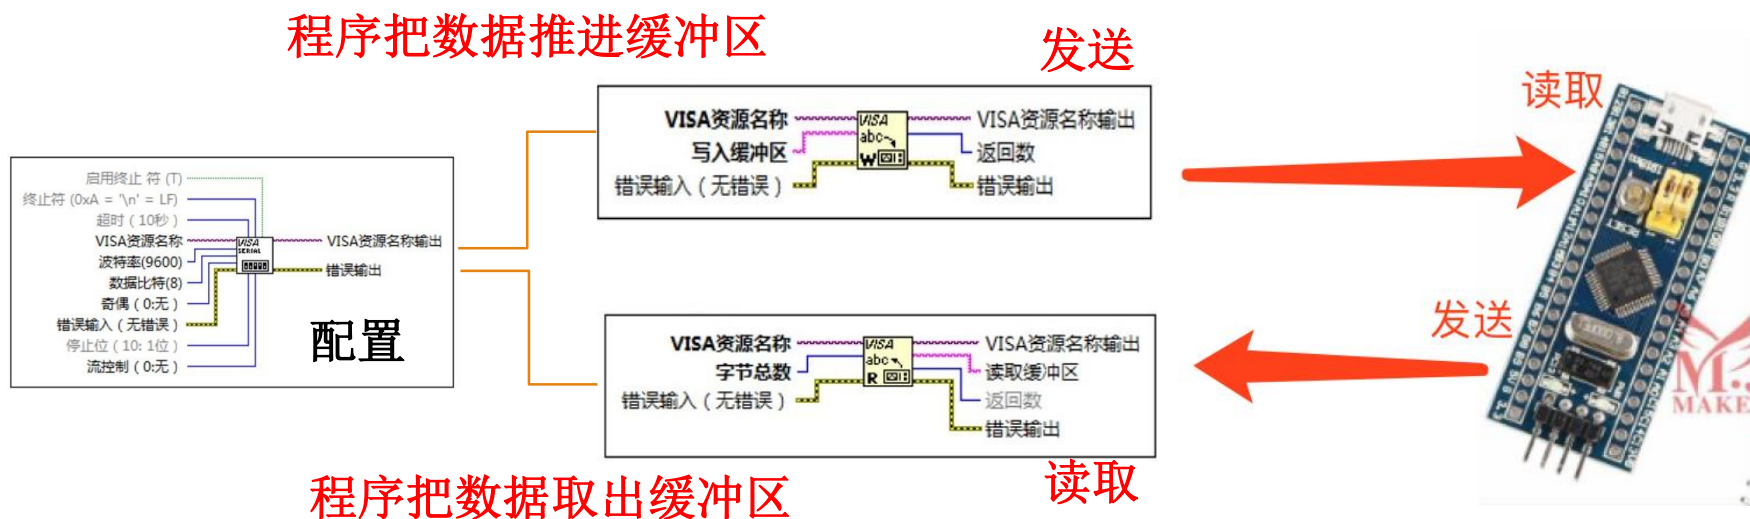 程序把数据推进缓冲区
发送
读取
VISA资源名称
VISA
VISA资源名称输出
abc
写入缓冲区
W
返回数
错误输入（无错误）
错误输出
启用终止 符 (T)
终止符 (0xA = '\n' = LF)
超时（10秒）
VISA资源名称
VISA
SERIAL
VISA资源名称输出
波特率(9600)
错误输出
数据比特(8)
奇偶（0:无）
错误输入（无错误）
停止位（10: 1位）
流控制（0:无）
配置
发送
VISA资源名称
VISA
VISA资源名称输出
abc
字节总数
R
读取缓冲区
错误输入（无错误）
返回数
错误输出
程序把数据取出缓冲区
读取
RESET
MAKE